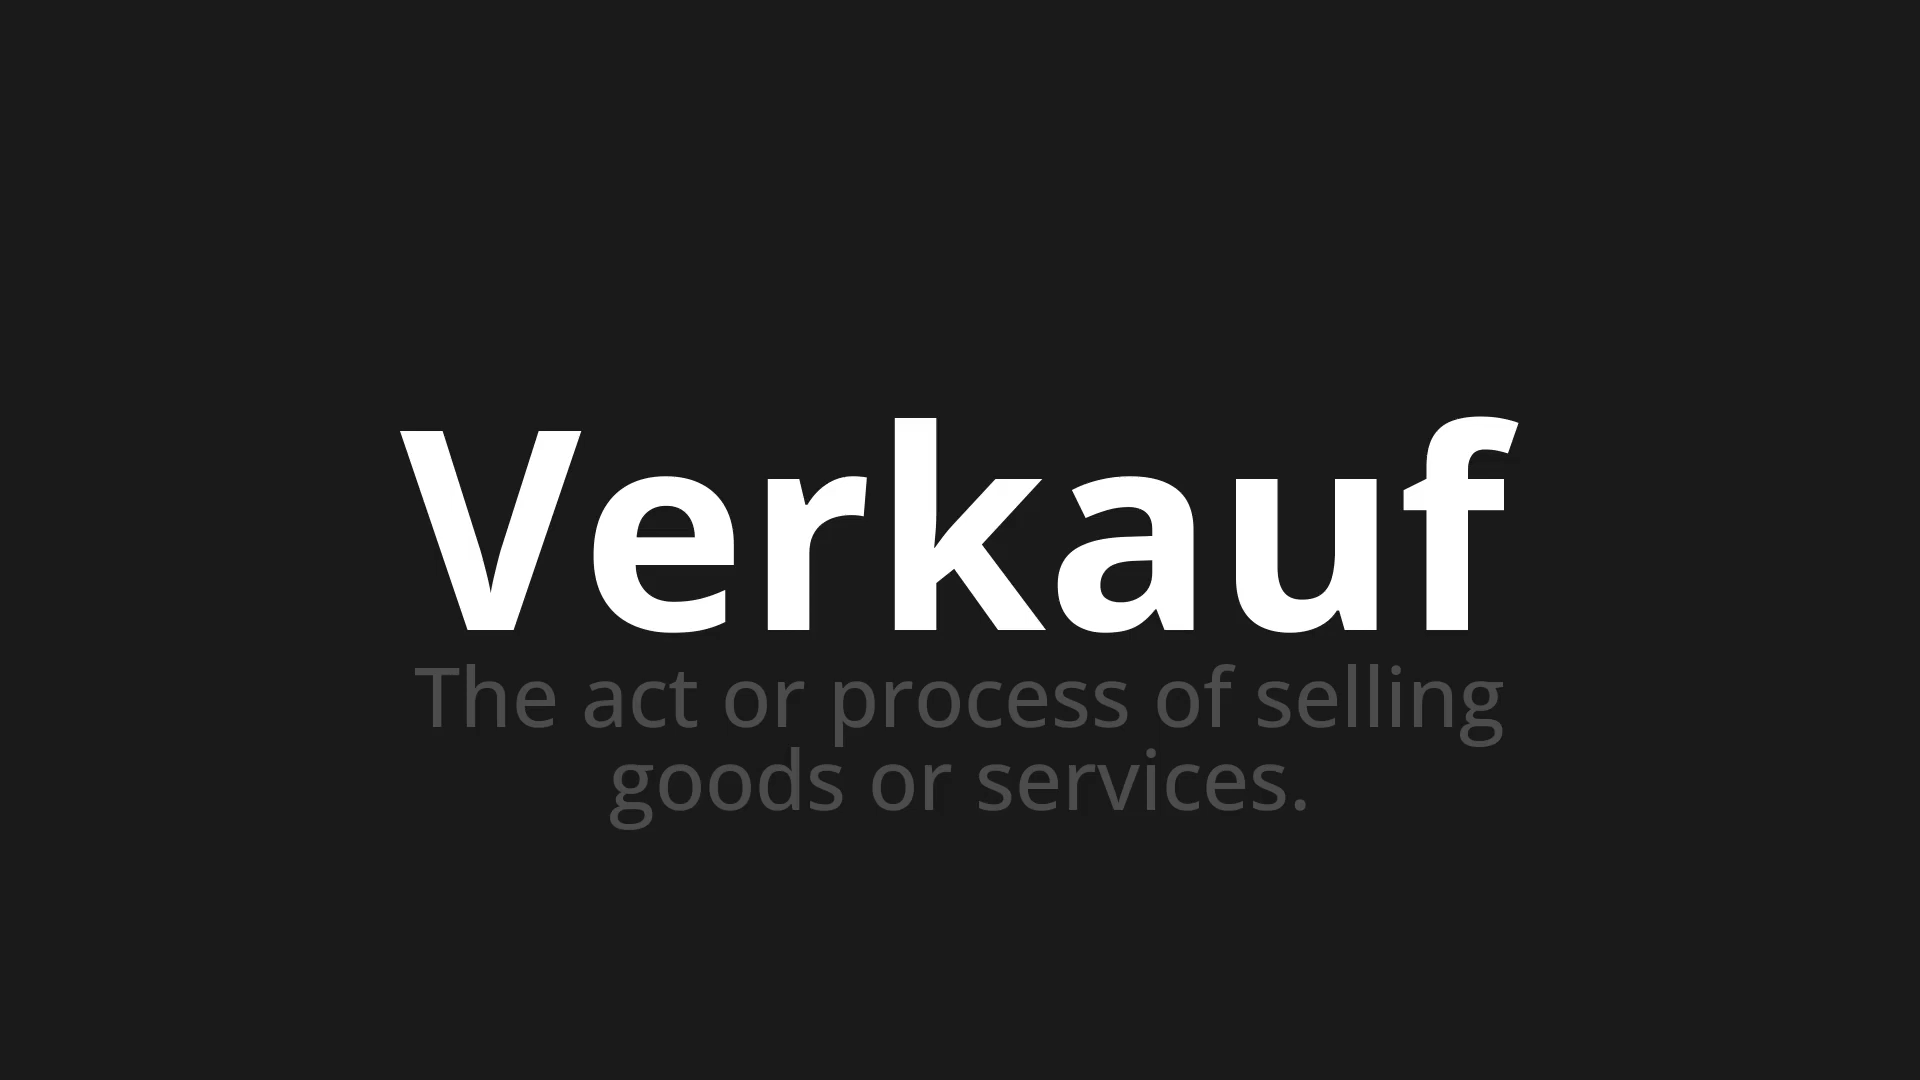 Verkauf
The act or process of selling
goods or services.